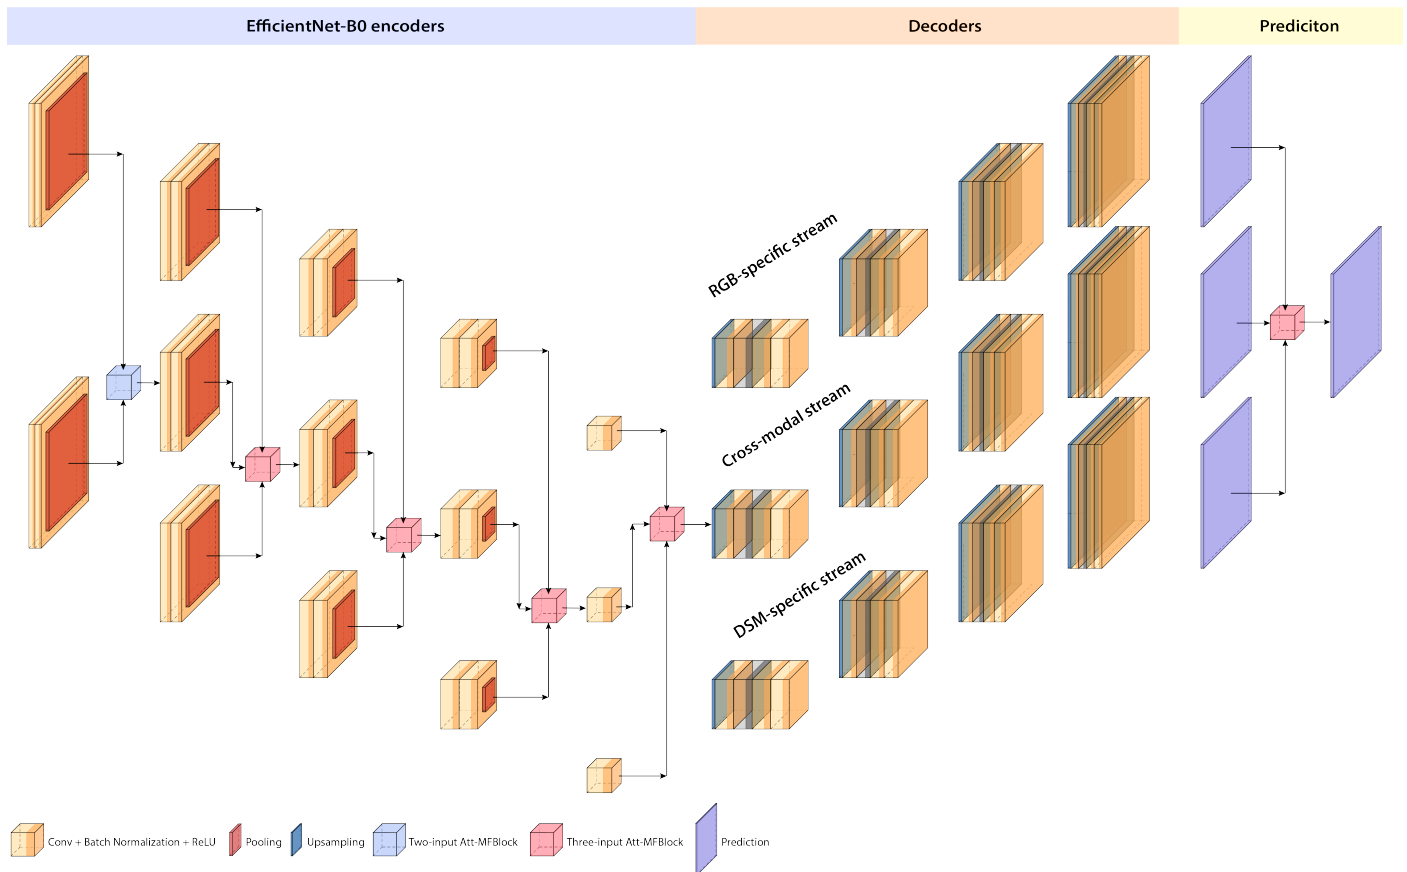 EfficientNet-B0 encoders
Decoders
Prediciton
RGB-specific stream
Cross-modal stream
DSM-specific stream
Conv + Batch Normalization + ReLU
Pooling
Upsampling
Two-input Att-MFBlock
Three-input Att-MFBlock
Prediction